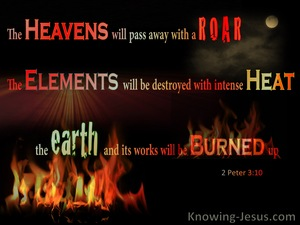 The HEAVENS will pass away with a ROAR
The ELEMENTS will be destroyed with intense HEAT
the earth and its works will be BURNED up
2 Peter 3:10
Knowing-Jesus.com